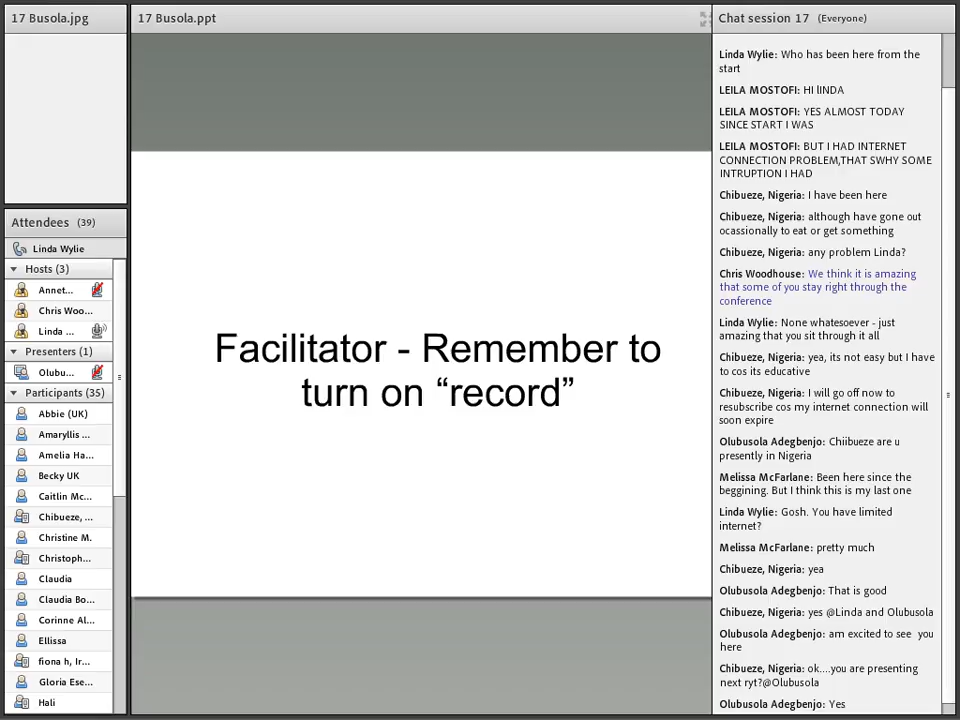 17 Busola.jpg
Attendees (39)
Linda Wylie
Hosts (3)
Annet...
Chris Woo...
Linda ...
Presenters (1)
Olubu...
Participants (35)
Abbie (UK)
Amaryllis ...
Amelia Ha...
Becky UK
Caitlin Mc...
Chibueze, ...
Christine M.
Christoph...
Claudia
Claudia Bo...
Corinne Al...
Ellissa
fiona h, Ir...
Gloria Ese...
Hali
17 Busola.ppt
Facilitator - Remember to
turn on “record”
Chat session 17 (Everyone)
Linda Wylie: Who has been here from the
start
LEILA MOSTOFI: HI lINDA
LEILA MOSTOFI: YES ALMOST TODAY
SINCE START I WAS
LEILA MOSTOFI: BUT I HAD INTERNET
CONNECTION PROBLEM,THAT SWHY SOME
INTRUPTION I HAD
Chibueze, Nigeria: I have been here
Chibueze, Nigeria: although have gone out
ocassionally to eat or get something
Chibueze, Nigeria: any problem Linda?
Chris Woodhouse: We think it is amazing
that some of you stay right through the
conference
Linda Wylie: None whatesoever - just
amazing that you sit through it all
Chibueze, Nigeria: yea, its not easy but I have
to cos its educative
Chibueze, Nigeria: I will go off now to
resubscribe cos my internet connection will
soon expire
Olubusola Adegbenjo: Chiibueze are u
presently in Nigeria
Melissa McFarlane: Been here since the
beggining. But I think this is my last one
Linda Wylie: Gosh. You have limited
internet?
Melissa McFarlane: pretty much
Chibueze, Nigeria: yea
Olubusola Adegbenjo: That is good
Chibueze, Nigeria: yes @Linda and Olubusola
Olubusola Adegbenjo: am excited to see  you
here
Chibueze, Nigeria: ok....you are presenting
next ryt?@Olubusola
Olubusola Adegbenjo: Yes